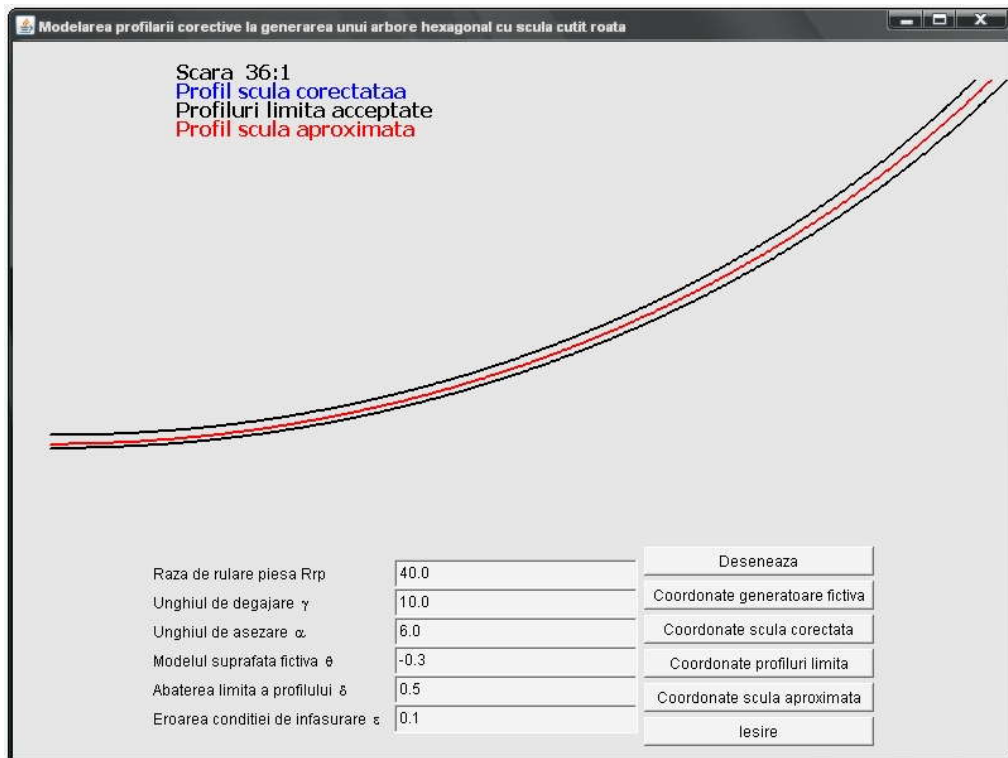 Modelarea profilarii corective la generarea unui arbore hexagonal cu scula cutit roata
Scara 36:1
Profil scula corectataa
Profiluri limita acceptate
Profil scula aproximata
Raza de rulare piesa Rrp 40.0
Unghiul de degajare γ 10.0
Unghiul de asezare α 6.0
Modelul suprafata fictiva θ -0.3
Abaterea limita a profilului δ 0.5
Eroarea conditiei de infasurare ε 0.1
Deseneaza
Coordonate generatoare fictiva
Coordonate scula corectata
Coordonate profiluri limita
Coordonate scula aproximata
Iesire